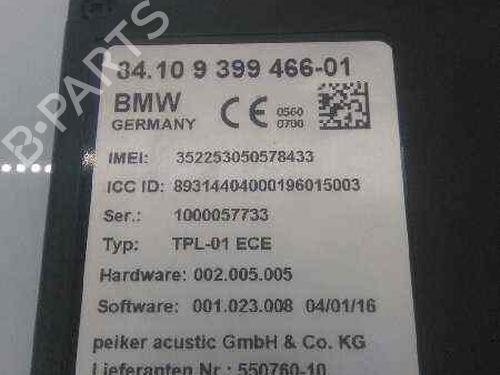 84.10 9 399 466-01
BMW
GERMANY
CE 0560
0700
IMEI: 352253050578433
ICC ID: 89314404000196015003
Ser.: 1000057733
Typ: TPL-01 ECE
Hardware: 002.005.005
Software: 001.023.008 04/01/16
peiker acustic GmbH & Co. KG
Lieferanten Nr.: 550760-10
B-PARTS